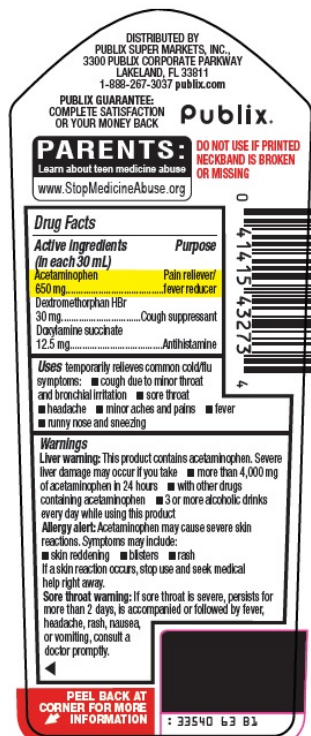 DISTRIBUTED BY
PUBLIX SUPER MARKETS, INC.,
3300 PUBLIX CORPORATE PARKWAY
LAKELAND, FL 33811
1-888-267-3037 publix.com
PUBLIX GUARANTEE:
COMPLETE SATISFACTION
OR YOUR MONEY BACK
Publix.
PARENTS:
Learn about teen medicine abuse
www.StopMedicineAbuse.org
DO NOT USE IF PRINTED
NECKBAND IS BROKEN
OR MISSING
0 41415 43273 4
Drug Facts
Active ingredients Purpose
(in each 30 mL)
Acetaminophen Pain reliever/
650 mg......................................fever reducer
Dextromethorphan HBr
30 mg..............................Cough suppressant
Doxylamine succinate
12.5 mg...................................Antihistamine
Uses temporarily relieves common cold/flu
symptoms: ■ cough due to minor throat
and bronchial irritation ■ sore throat
■ headache ■ minor aches and pains ■ fever
■ runny nose and sneezing
Warnings
Liver warning: This product contains acetaminophen. Severe
liver damage may occur if you take ■ more than 4,000 mg
of acetaminophen in 24 hours ■ with other drugs
containing acetaminophen ■ 3 or more alcoholic drinks
every day while using this product
Allergy alert: Acetaminophen may cause severe skin
reactions. Symptoms may include:
■ skin reddening ■ blisters ■ rash
If a skin reaction occurs, stop use and seek medical
help right away.
Sore throat warning: If sore throat is severe, persists for
more than 2 days, is accompanied or followed by fever,
headache, rash, nausea,
or vomiting, consult a
doctor promptly.
PEEL BACK AT
CORNER FOR MORE
INFORMATION
: 33540 63 B1